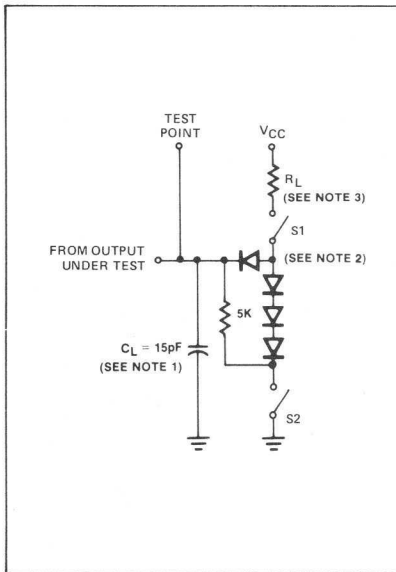 TEST
POINT
VCC
RL
(SEE NOTE 3)
S1
FROM OUTPUT
UNDER TEST
(SEE NOTE 2)
5K
CL = 15pF
(SEE NOTE 1)
S2